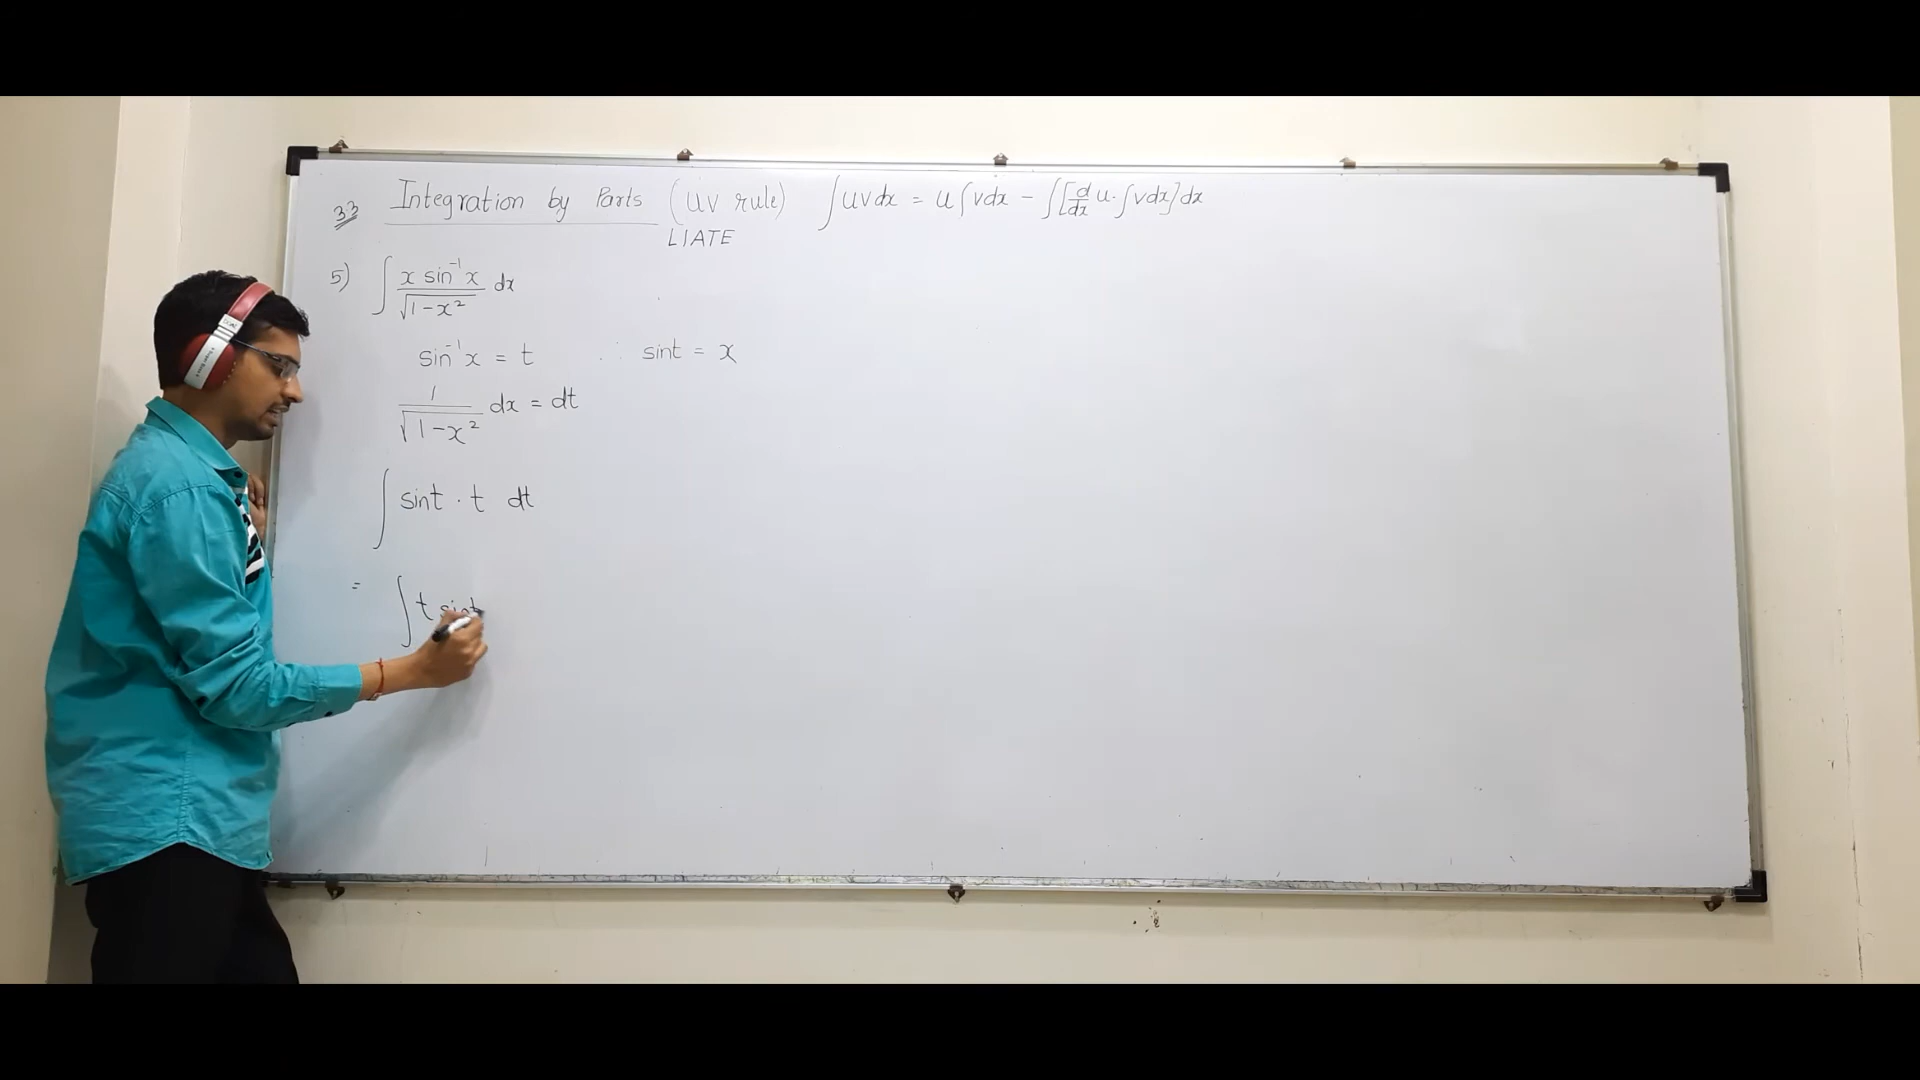 33 Integration by Parts (uv rule) ∫uvdx = u∫vdx - ∫[d/dx u.∫vdx]dx
LIATE
5) ∫ x sin⁻¹x / √1-x² dx
sin⁻¹x = t ∴ sint = x
1/√1-x² dx = dt
∫ sint . t dt
= ∫ t sint